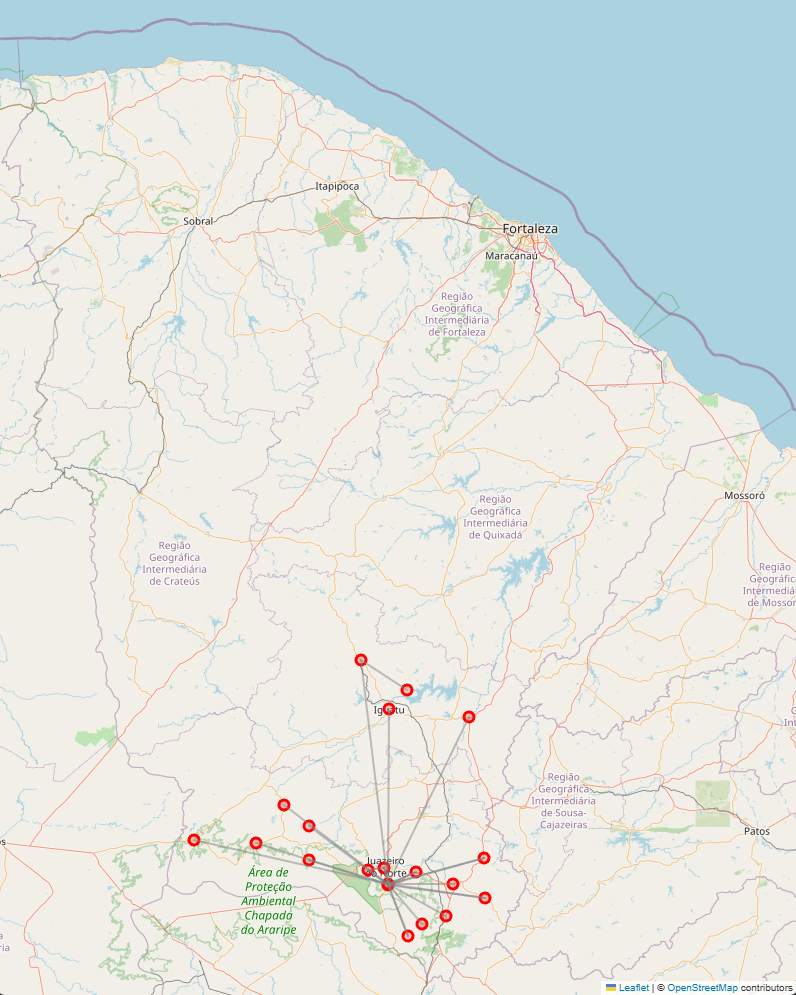 Itapipoca
Sobral
Fortaleza
Maracanaú
Região
Geográfica
Intermediária
de Fortaleza
Região
Geográfica
Intermediária
de Quixadá
Mossoró
Região
Geográfica
Intermediária
de Crateús
Região
Geográfica
Intermediár
de Mossor
Iguatu
Região
Geográfica
Intermediária
de Sousa-
Cajazeiras
Patos
Juazeiro
do Norte
Área de
Proteção
Ambiental
Chapada
do Araripe
Leaflet | © OpenStreetMap contributors